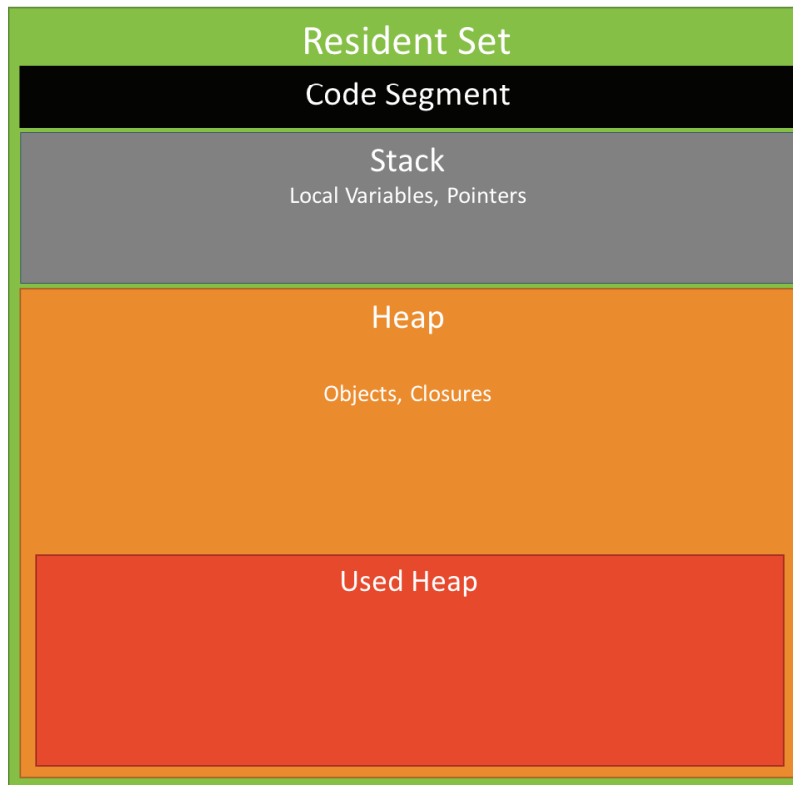 Resident Set
Code Segment
Stack
Local Variables, Pointers
Heap
Objects, Closures
Used Heap